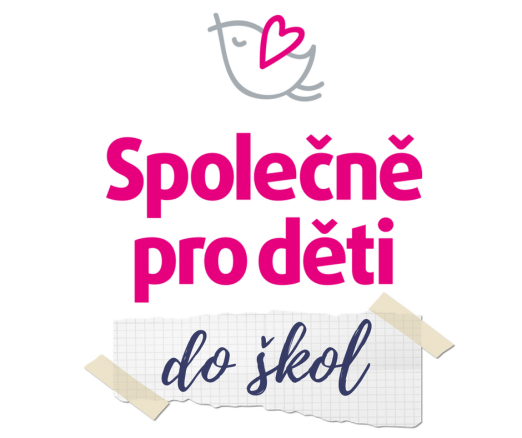 Společně
pro děti
do škol